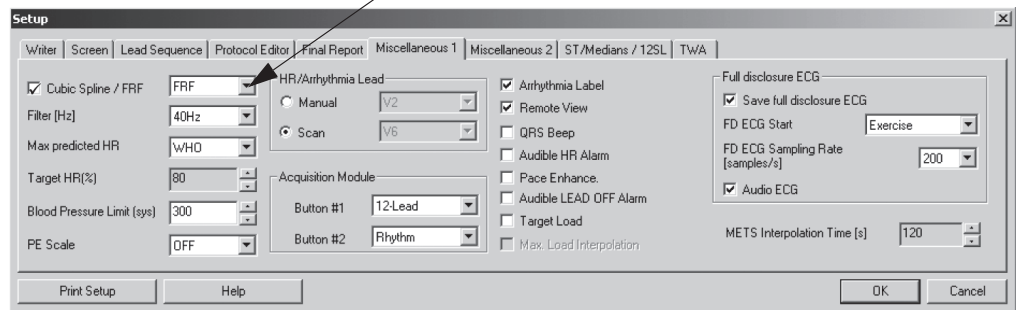 Setup
Writer Screen Lead Sequence Protocol Editor Final Report Miscellaneous 1 Miscellaneous 2 ST/Medians / 12SL TWA
Cubic Spline / FRF FRF
Filter [Hz] 40Hz
Max predicted HR WHO
Target HR(%) 80
Blood Pressure Limit (sys) 300
PE Scale OFF
HR/Arrhythmia Lead
Manual V2
Scan V6
Acquisition Module
Button #1 12-Lead
Button #2 Rhythm
Arrhythmia Label
Remote View
QRS Beep
Audible HR Alarm
Pace Enhance.
Audible LEAD OFF Alarm
Target Load
Max. Load Interpolation
Full disclosure ECG
Save full disclosure ECG
FD ECG Start Exercise
FD ECG Sampling Rate
[samples/s] 200
Audio ECG
METS Interpolation Time [s] 120
Print Setup Help OK Cancel